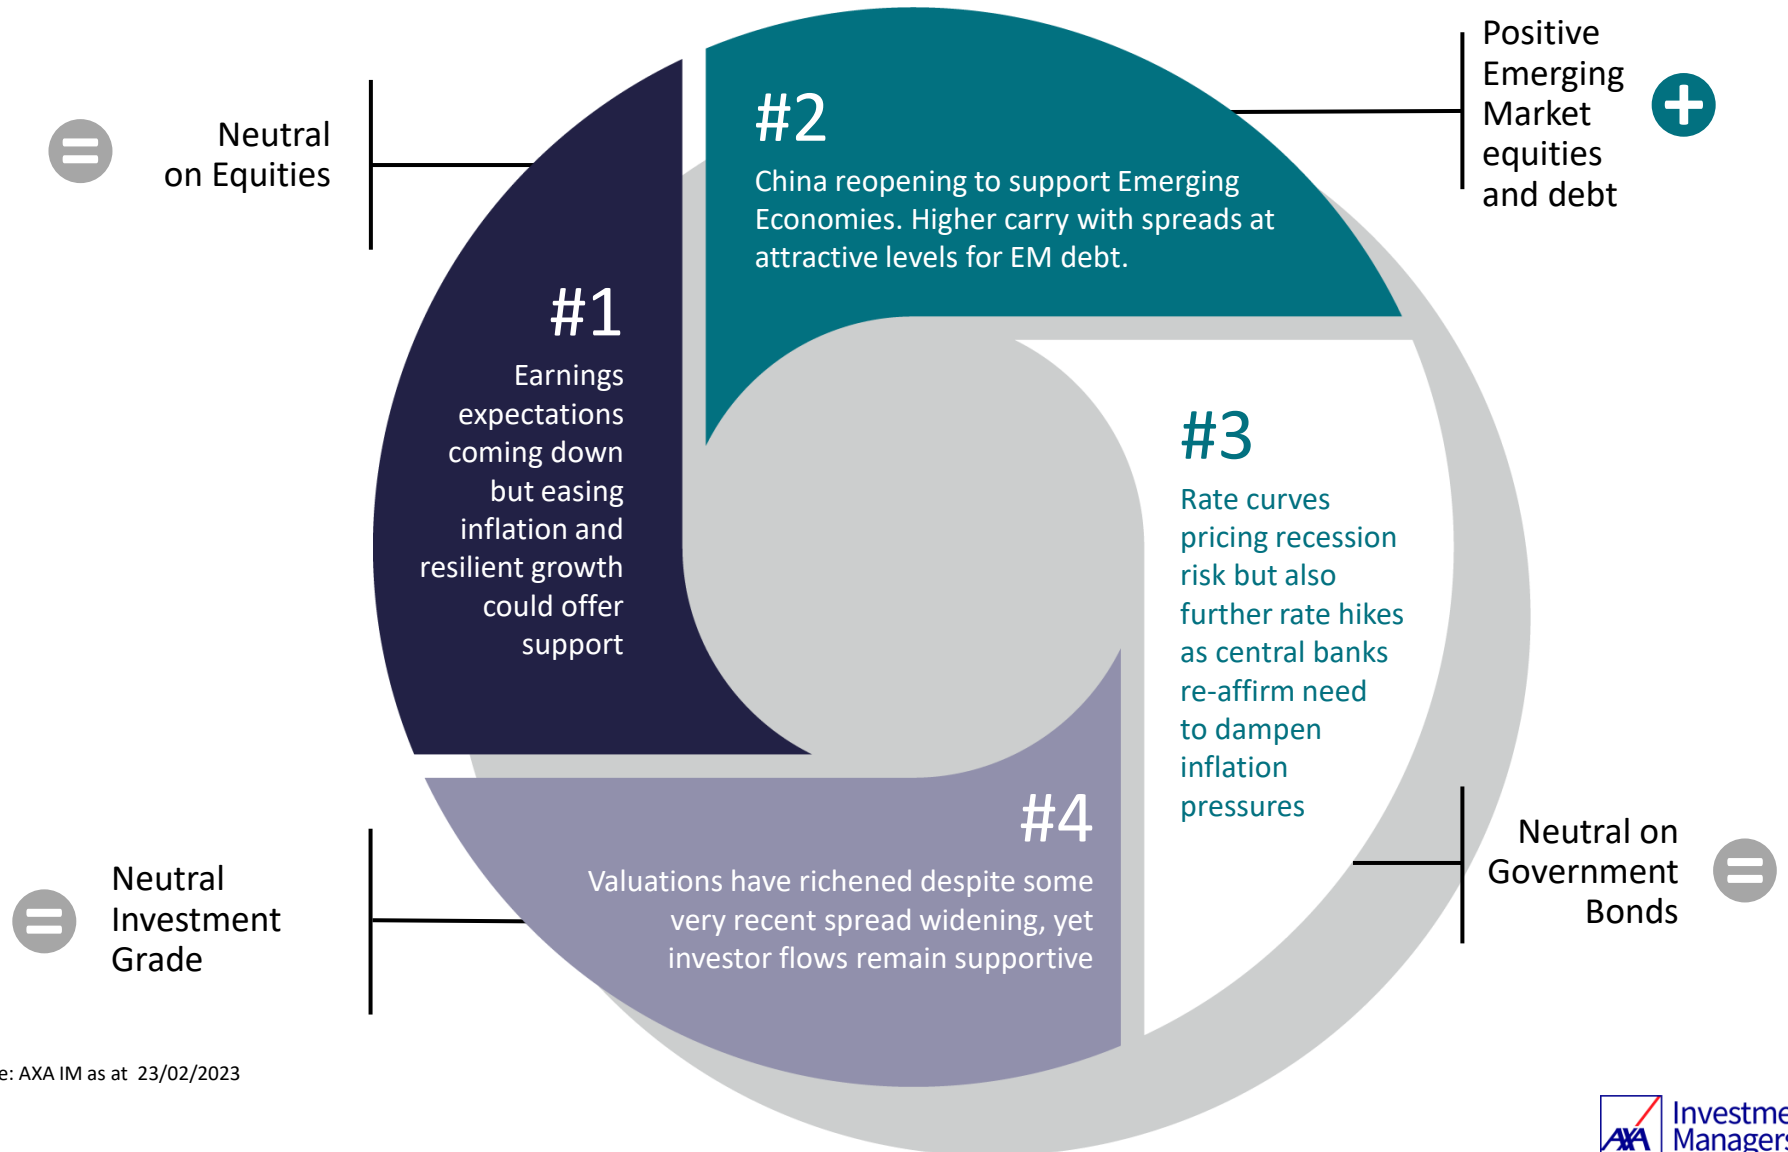 Neutral
on Equities
#1
Earnings
expectations
coming down
but easing
inflation and
resilient growth
could offer
support
#2
China reopening to support Emerging
Economies. Higher carry with spreads at
attractive levels for EM debt.
Positive
Emerging
Market
equities
and debt
#3
Rate curves
pricing recession
risk but also
further rate hikes
as central banks
re-affirm need
to dampen
inflation
pressures
Neutral on
Government
Bonds
#4
Valuations have richened despite some
very recent spread widening, yet
investor flows remain supportive
Neutral
Investment
Grade
e: AXA IM as at 23/02/2023
AXA
Investme
Managers